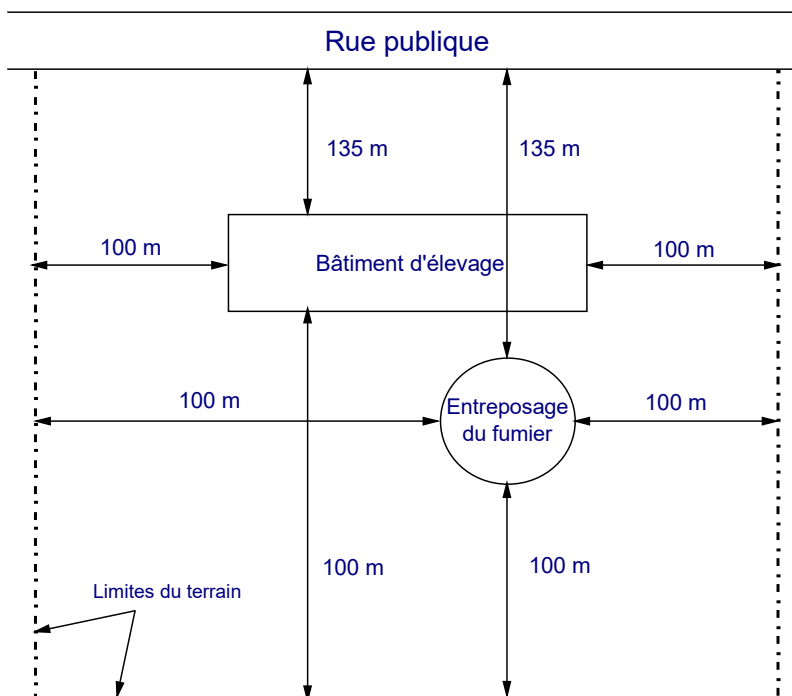 Rue publique
135 m
135 m
100 m
Bâtiment d'élevage
100 m
100 m
Entreposage
du fumier
100 m
100 m
100 m
Limites du terrain